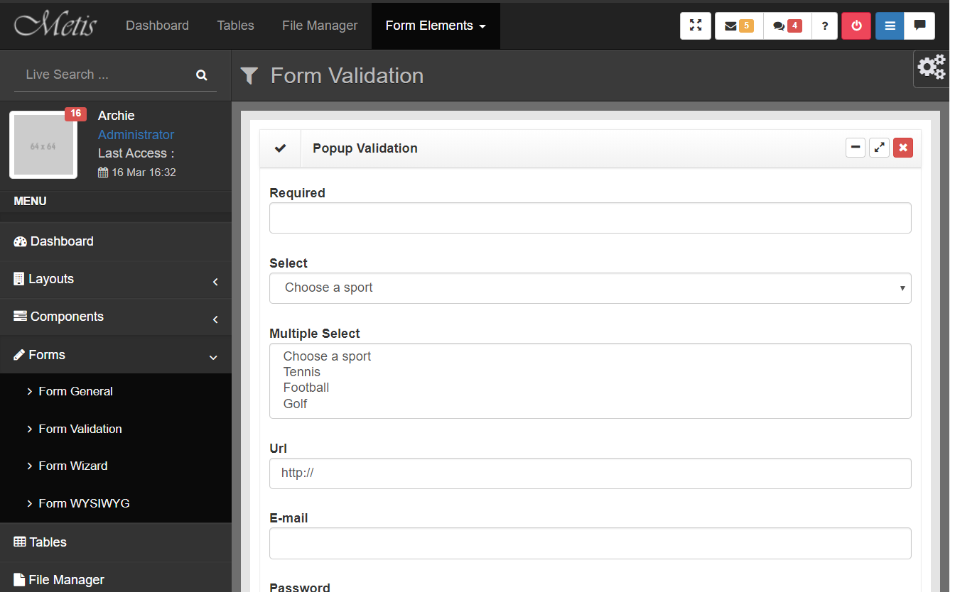 Metis Dashboard Tables File Manager Form Elements 5 4 ?
Live Search ...
Form Validation
16
64 x 64
Archie
Administrator
Last Access :
16 Mar 16:32
MENU
Dashboard
Layouts
Components
Forms
Form General
Form Validation
Form Wizard
Form WYSIWYG
Tables
File Manager
Popup Validation
Required
Select
Choose a sport
Multiple Select
Choose a sport
Tennis
Football
Golf
Url
http://
E-mail
Password